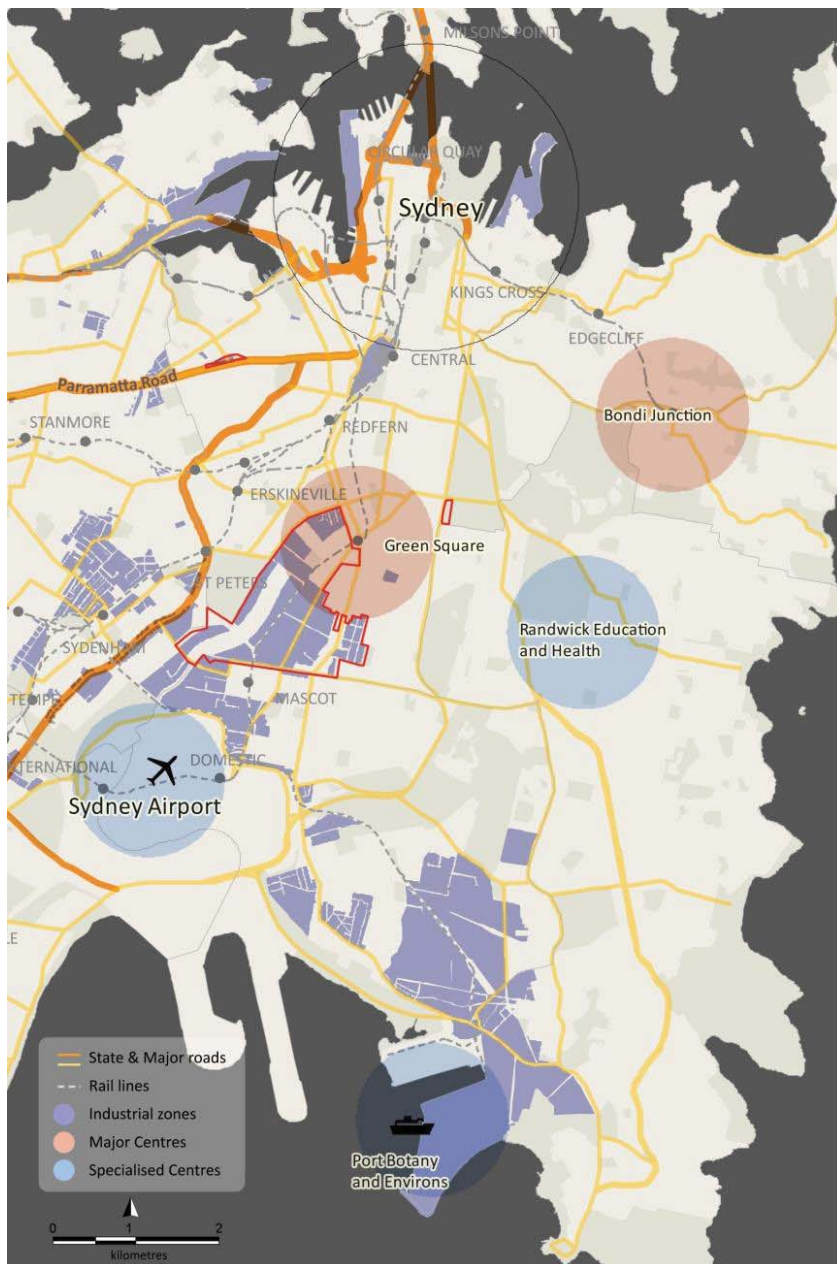 MILSONS POINT
CIRCULAR QUAY
Sydney
KINGS CROSS
EDGECLIFF
CENTRAL
Parramatta Road
Bondi Junction
STANMORE
REDFERN
ERSKINEVILLE
Green Square
ST PETERS
Randwick Education
and Health
SYDENHAM
TEMPE
MASCOT
INTERNATIONAL
DOMESTIC
Sydney Airport
LE
State & Major roads
Rail lines
Industrial zones
Major Centres
Specialised Centres
Port Botany
and Environs
0 1 2
kilometres